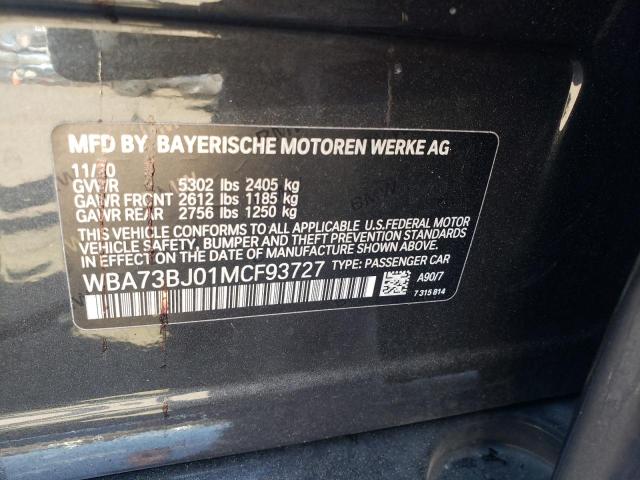 MFD BY BAYERISCHE MOTOREN WERKE AG
11/20
GVWR 5302 lbs 2405 kg
GAWR FRONT 2612 lbs 1185 kg
GAWR REAR 2756 lbs 1250 kg
THIS VEHICLE CONFORMS TO ALL APPLICABLE U.S.FEDERAL MOTOR
VEHICLE SAFETY, BUMPER AND THEFT PREVENTION STANDARDS
IN EFFECT ON THE DATE OF MANUFACTURE SHOWN ABOVE.
WBA73BJ01MCF93727 TYPE: PASSENGER CAR
A90/7
7 315 814